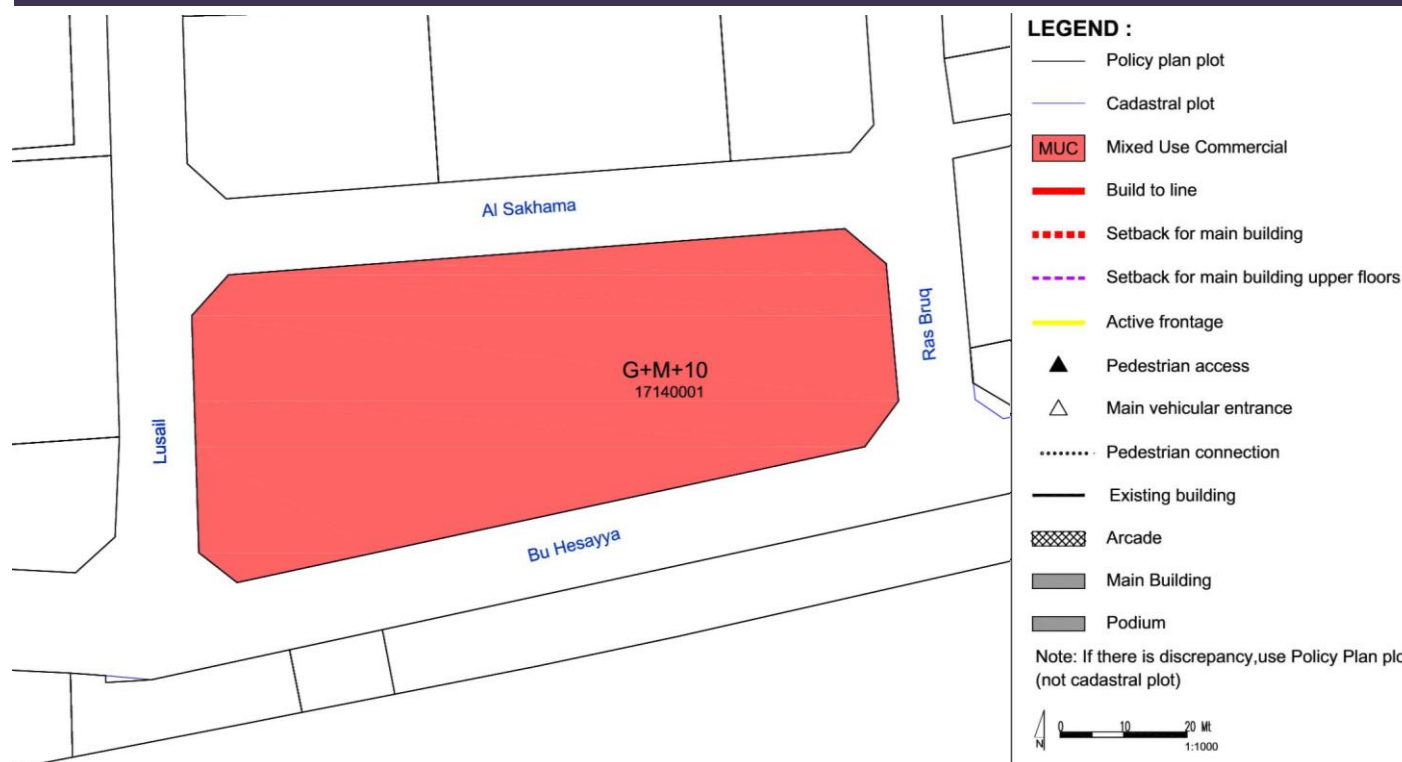 Al Sakhama
Ras Bruq
G+M+10
17140001
Lusail
Bu Hesayya
LEGEND :
Policy plan plot
Cadastral plot
MUC Mixed Use Commercial
Build to line
Setback for main building
Setback for main building upper floors
Active frontage
Pedestrian access
Main vehicular entrance
Pedestrian connection
Existing building
Arcade
Main Building
Podium
Note: If there is discrepancy,use Policy Plan plo
(not cadastral plot)
N 0 10 20 Mt
1:1000